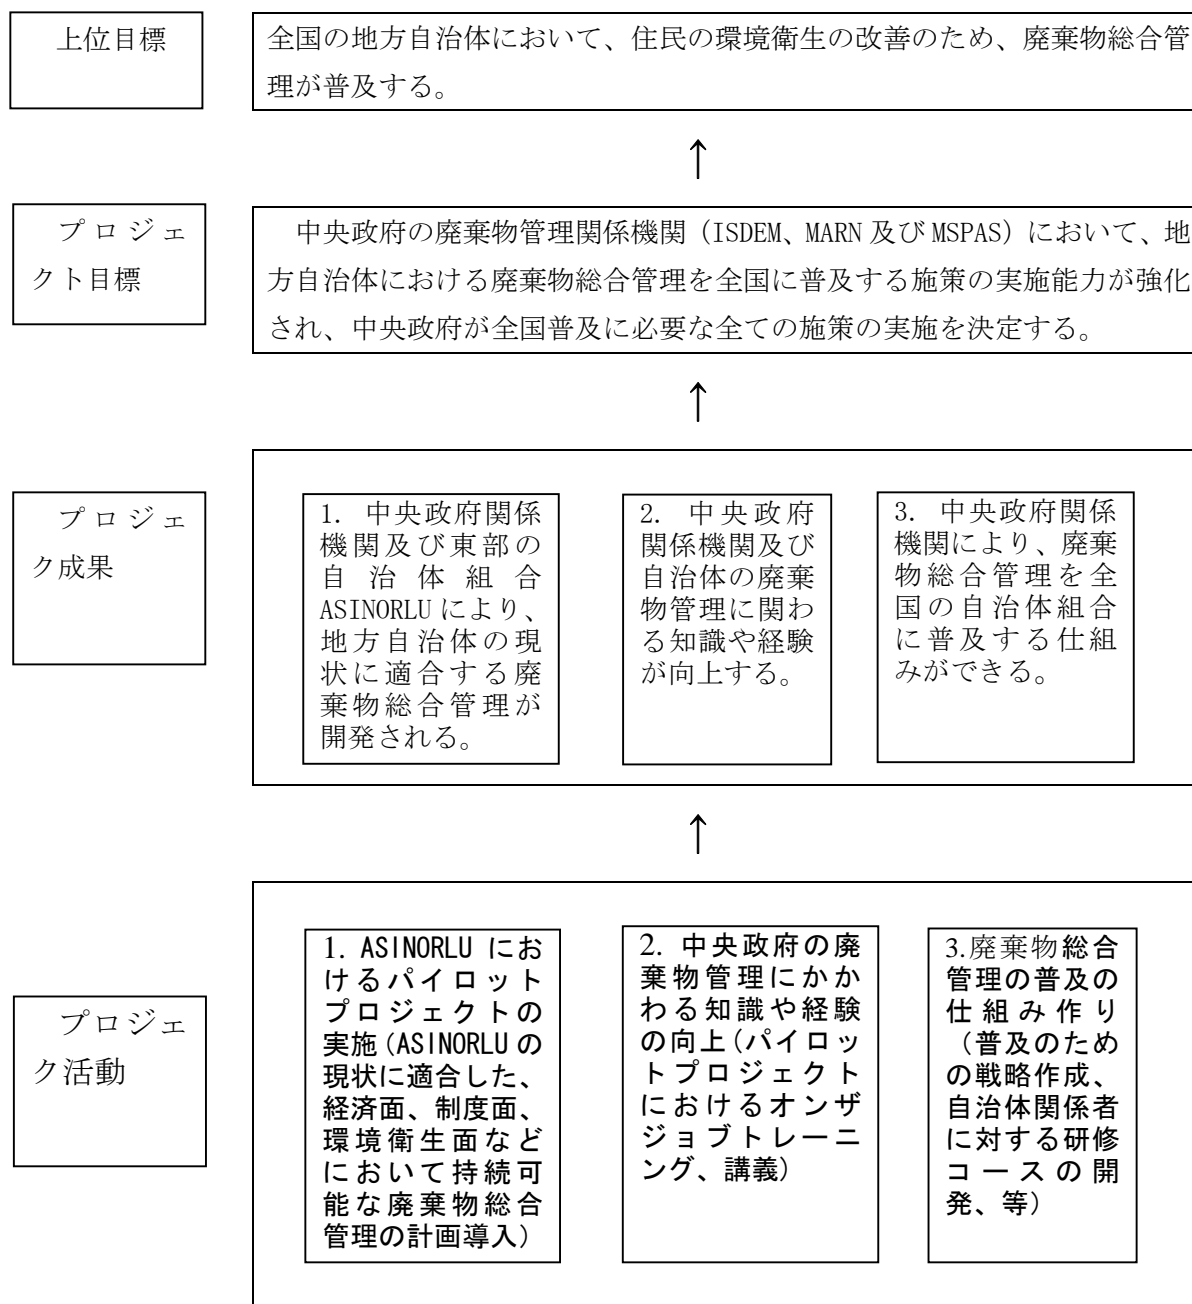 上位目標
全国の地方自治体において、住民の環境衛生の改善のため、廃棄物総合管
理が普及する。
↑
プロジェ
クト目標
中央政府の廃棄物管理関係機関（ISDEM、MARN 及び MSPAS）において、地
方自治体における廃棄物総合管理を全国に普及する施策の実施能力が強化
され、中央政府が全国普及に必要な全ての施策の実施を決定する。
↑
プロジェ
ク成果
1. 中央政府関係
機関及び東部の
自治体組合
ASINORLU により、
地方自治体の現
状に適合する廃
棄物総合管理が
開発される。
2. 中央政府
関係機関及び
自治体の廃棄
物管理に関わ
る知識や経験
が向上する。
3. 中央政府関係
機関により、廃棄
物総合管理を全
国の自治体組合
に普及する仕組
みができる。
↑
プロジェ
ク活動
1. ASINORLU にお
けるパイロット
プロジェクトの
実施（ASINORLU の
現状に適合した、
経済面、制度面、
環境衛生面など
において持続可
能な廃棄物総合
管理の計画導入）
2. 中央政府の廃
棄物管理にかか
わる知識や経験
の向上（パイロッ
トプロジェクト
におけるオンザ
ジョブトレーニ
ング、講義）
3.廃棄物総合
管理の普及の
仕組み作り
（普及のため
の戦略作成、
自治体関係者
に対する研修
コースの開
発、等）